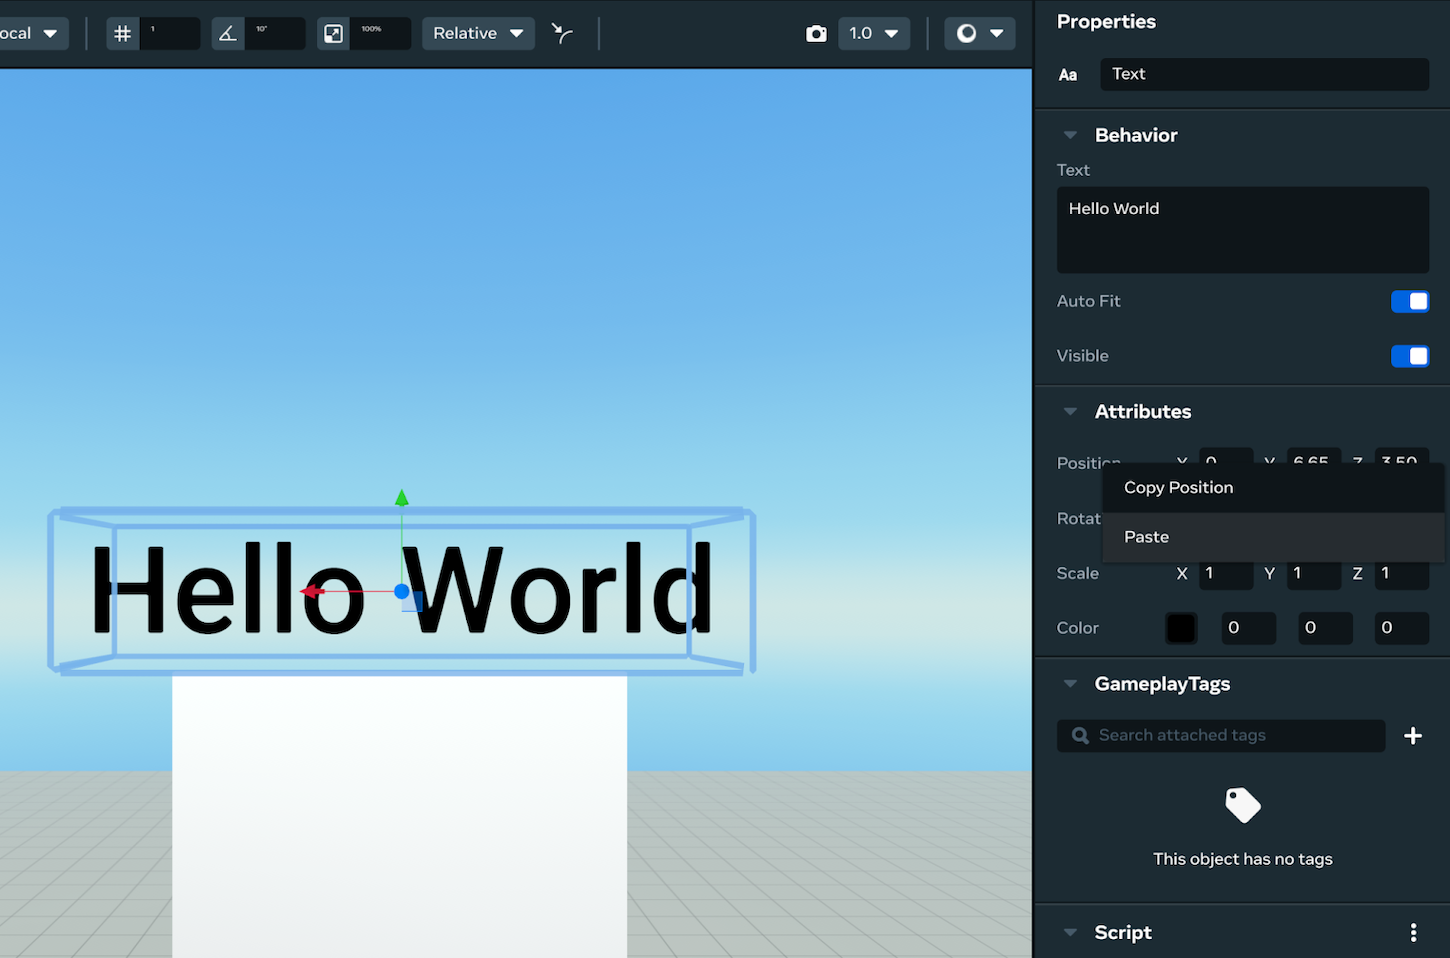 ocal
1
10°
100%
Relative
1.0
Properties
Aa
Text
Behavior
Text
Hello World
Auto Fit
Visible
Attributes
Position X 0 Y 6.65 Z 3.50
Copy Position
Rotat
Paste
Scale X 1 Y 1 Z 1
Color 0 0 0
GameplayTags
Search attached tags
This object has no tags
Script
Hello World